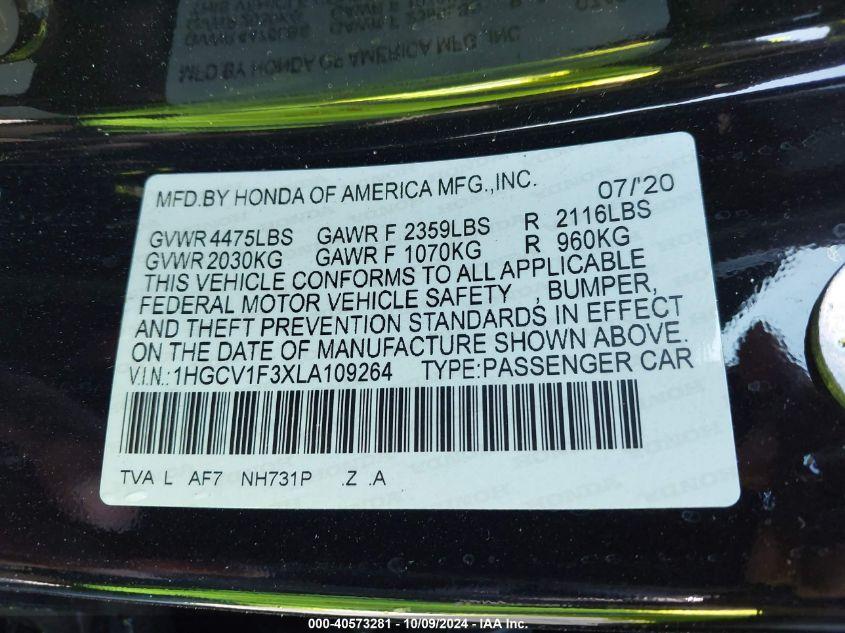 MFD.BY HONDA OF AMERICA MFG.,INC. 07/'20
GVWR 4475LBS GAWR F 2359LBS R 2116LBS
GVWR 2030KG GAWR F 1070KG R 960KG
THIS VEHICLE CONFORMS TO ALL APPLICABLE
FEDERAL MOTOR VEHICLE SAFETY , BUMPER,
AND THEFT PREVENTION STANDARDS IN EFFECT
ON THE DATE OF MANUFACTURE SHOWN ABOVE.
V.I.N.:1HGCV1F3XLA109264 TYPE:PASSENGER CAR
TVA L AF7 NH731P .Z .A
000-40573281 - 10/09/2024 - IAA Inc.